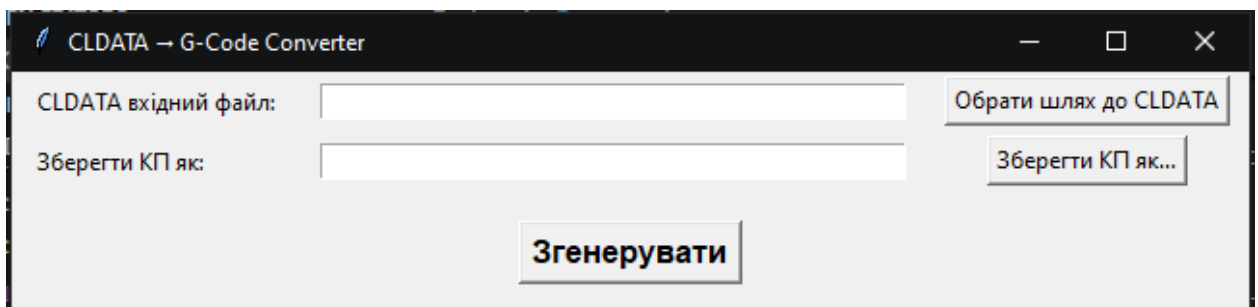 CLDATA → G-Code Converter
CLDATA вхідний файл: Обрати шлях до CLDATA
Зберегти КП як: Зберегти КП як...
Згенерувати